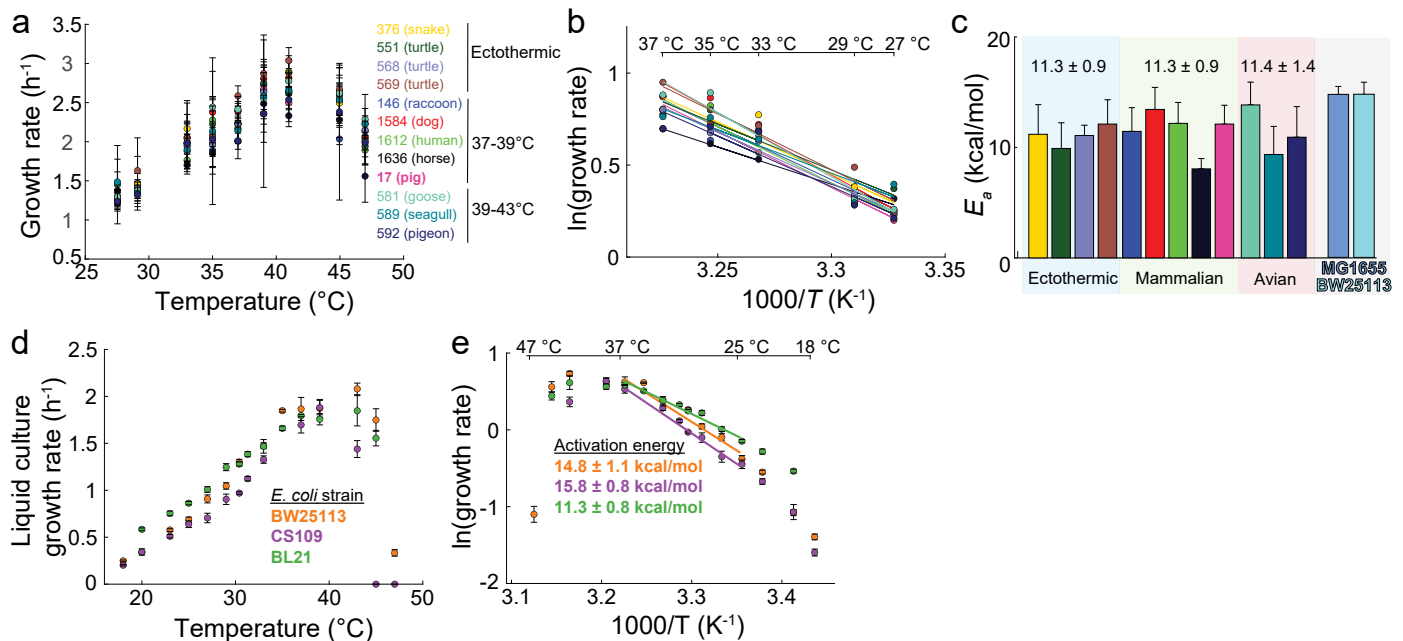 a
Growth rate (h-1)
3.5
3
2.5
2
1.5
1
0.5
25
30
35
40
45
50
Temperature (°C)
376 (snake)
551 (turtle)
568 (turtle)
569 (turtle)
Ectothermic
146 (raccoon)
1584 (dog)
1612 (human)
1636 (horse)
17 (pig)
37-39°C
581 (goose)
589 (seagull)
592 (pigeon)
39-43°C
b
37 °C 35 °C 33 °C 29 °C 27 °C
ln(growth rate)
1
0.5
0
3.25
3.3
3.35
1000/T (K-1)
c
Ea (kcal/mol)
20
10
0
11.3 ± 0.9
11.3 ± 0.9
11.4 ± 1.4
Ectothermic
Mammalian
Avian
MG1655
BW25113
d
Liquid culture
growth rate (h-1)
2.5
2
1.5
1
0.5
0
20
30
40
50
Temperature (°C)
E. coli strain
BW25113
CS109
BL21
e
47 °C 37 °C 25 °C 18 °C
ln(growth rate)
1
0
-1
-2
3.1
3.2
3.3
3.4
1000/T (K-1)
Activation energy
14.8 ± 1.1 kcal/mol
15.8 ± 0.8 kcal/mol
11.3 ± 0.8 kcal/mol